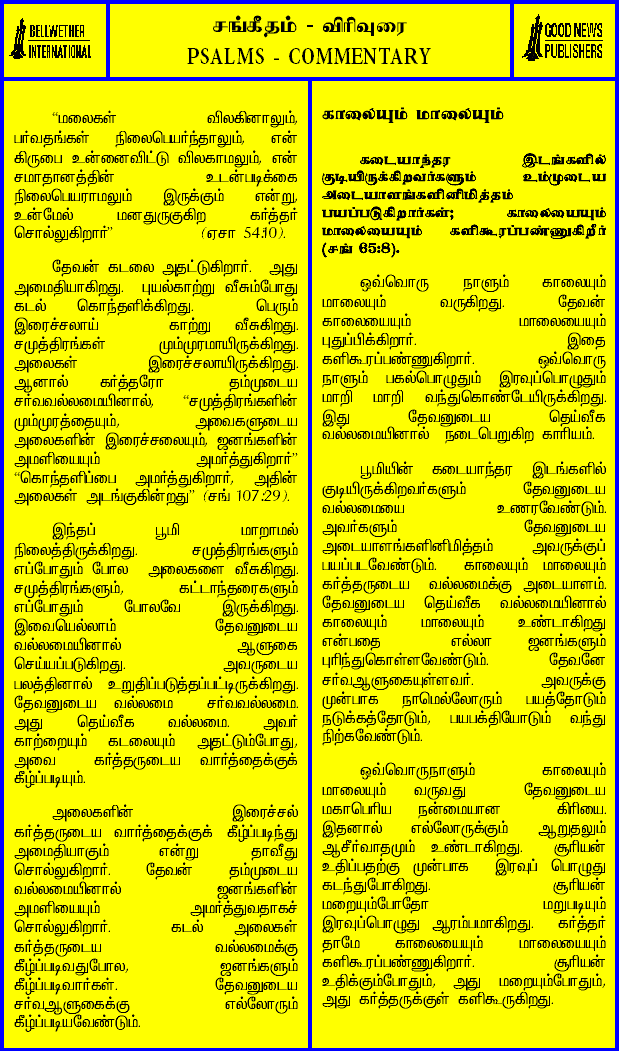 BELLWETHER
INTERNATIONAL
சங்கீதம் - விரிவுரை
PSALMS - COMMENTARY
GOOD NEWS
PUBLISHERS
“மலைகள் விலகினாலும்,
பர்வதங்கள் நிலைபெயர்ந்தாலும், என்
கிருபை உன்னைவிட்டு விலகாமலும், என்
சமாதானத்தின் உடன்படிக்கை
நிலைபெயராமலும் இருக்கும் என்று,
உன்மேல் மனதுருகுகிற கர்த்தர்
சொல்லுகிறார்” (ஏசா 54:10).
தேவன் கடலை அதட்டுகிறார். அது
அமைதியாகிறது. புயல்காற்று வீசும்போது
கடல் கொந்தளிக்கிறது. பெரும்
இரைச்சலாய் காற்று வீசுகிறது.
சமுத்திரங்கள் மும்முரமாயிருக்கிறது.
அலைகள் இரைச்சலாயிருக்கிறது.
ஆனால் கர்த்தரோ தம்முடைய
சர்வவல்லமையினால், “சமுத்திரங்களின்
மும்முரத்தையும், அவைகளுடைய
அலைகளின் இரைச்சலையும், ஜனங்களின்
அமளியையும் அமர்த்துகிறார்”
“கொந்தளிப்பை அமர்த்துகிறார், அதின்
அலைகள் அடங்குகின்றது” (சங் 107:29).
இந்தப் பூமி மாறாமல்
நிலைத்திருக்கிறது. சமுத்திரங்களும்
எப்போதும் போல அலைகளை வீசுகிறது.
சமுத்திரங்களும், கட்டாந்தரைகளும்
எப்போதும் போலவே இருக்கிறது.
இவையெல்லாம் தேவனுடைய
வல்லமையினால் ஆளுகை
செய்யப்படுகிறது. அவருடைய
பலத்தினால் உறுதிப்படுத்தப்பட்டிருக்கிறது.
தேவனுடைய வல்லமை சர்வவல்லமை.
அது தெய்வீக வல்லமை. அவர்
காற்றையும் கடலையும் அதட்டும்போது,
அவை கர்த்தருடைய வார்த்தைக்குக்
கீழ்ப்படியும்.
அலைகளின் இரைச்சல்
கர்த்தருடைய வார்த்தைக்குக் கீழ்ப்படிந்து
அமைதியாகும் என்று தாவீது
சொல்லுகிறார். தேவன் தம்முடைய
வல்லமையினால் ஜனங்களின்
அமளியையும் அமர்த்துவதாகச்
சொல்லுகிறார். கடல் அலைகள்
கர்த்தருடைய வல்லமைக்கு
கீழ்ப்படிவதுபோல, ஜனங்களும்
கீழ்ப்படிவார்கள். தேவனுடைய
சர்வஆளுகைக்கு எல்லோரும்
கீழ்ப்படியவேண்டும்.
காலையும் மாலையும்
கடையாந்தர இடங்களில்
குடியிருக்கிறவர்களும் உம்முடைய
அடையாளங்களினிமித்தம்
பயப்படுகிறார்கள்; காலையையும்
மாலையையும் களிகூரப்பண்ணுகிறீர்
(சங் 65:8).
ஒவ்வொரு நாளும் காலையும்
மாலையும் வருகிறது. தேவன்
காலையையும் மாலையையும்
புதுப்பிக்கிறார். இதை
களிகூரப்பண்ணுகிறார். ஒவ்வொரு
நாளும் பகல்பொழுதும் இரவுப்பொழுதும்
மாறி மாறி வந்துகொண்டேயிருக்கிறது.
இது தேவனுடைய தெய்வீக
வல்லமையினால் நடைபெறுகிற காரியம்.
பூமியின் கடையாந்தர இடங்களில்
குடியிருக்கிறவர்களும் தேவனுடைய
வல்லமையை உணரவேண்டும்.
அவர்களும் தேவனுடைய
அடையாளங்களினிமித்தம் அவருக்குப்
பயப்படவேண்டும். காலையும் மாலையும்
கர்த்தருடைய வல்லமைக்கு அடையாளம்.
தேவனுடைய தெய்வீக வல்லமையினால்
காலையும் மாலையும் உண்டாகிறது
என்பதை எல்லா ஜனங்களும்
புரிந்துகொள்ளவேண்டும். தேவனே
சர்வஆளுகையுள்ளவர். அவருக்கு
முன்பாக நாமெல்லோரும் பயத்தோடும்
நடுக்கத்தோடும், பயபக்தியோடும் வந்து
நிற்கவேண்டும்.
ஒவ்வொருநாளும் காலையும்
மாலையும் வருவது தேவனுடைய
மகாபெரிய நன்மையான கிரியை.
இதனால் எல்லோருக்கும் ஆறுதலும்
ஆசீர்வாதமும் உண்டாகிறது. சூரியன்
உதிப்பதற்கு முன்பாக இரவுப் பொழுது
கடந்துபோகிறது. சூரியன்
மறையும்போதோ மறுபடியும்
இரவுப்பொழுது ஆரம்பமாகிறது. கர்த்தர்
தாமே காலையையும் மாலையையும்
களிகூரப்பண்ணுகிறார். சூரியன்
உதிக்கும்போதும், அது மறையும்போதும்,
அது கர்த்தருக்குள் களிகூருகிறது.